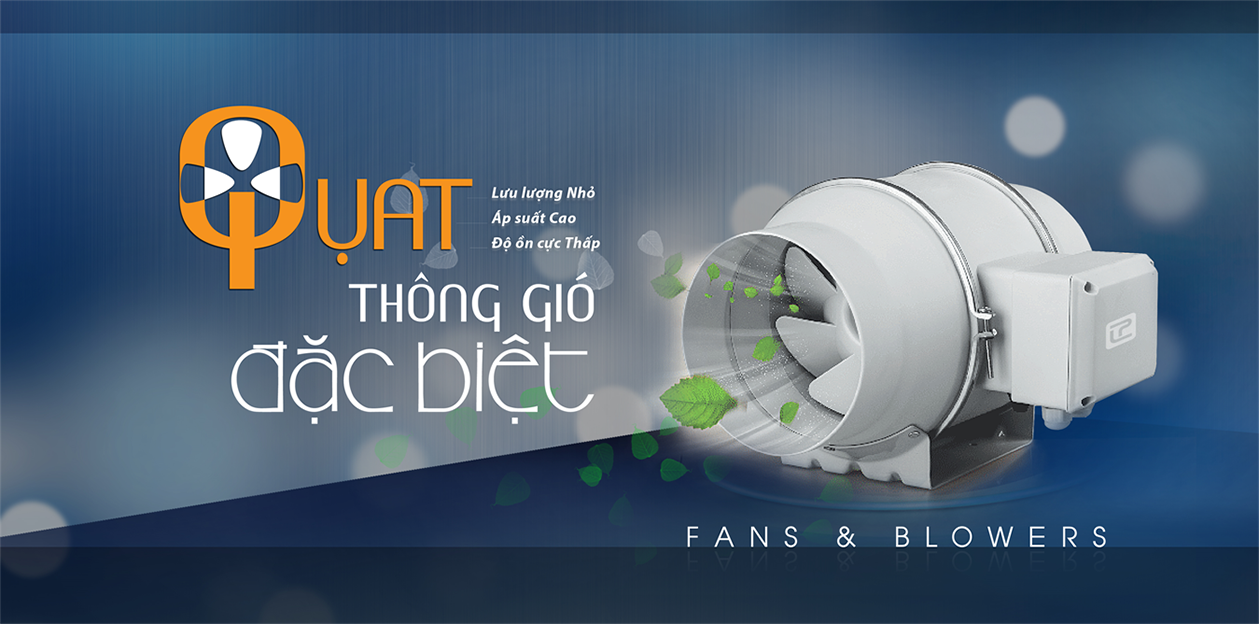 QUẠT
Lưu lượng Nhỏ
Áp suất Cao
Độ ồn cực Thấp
THÔNG GIÓ
đặc biệt
FANS & BLOWERS